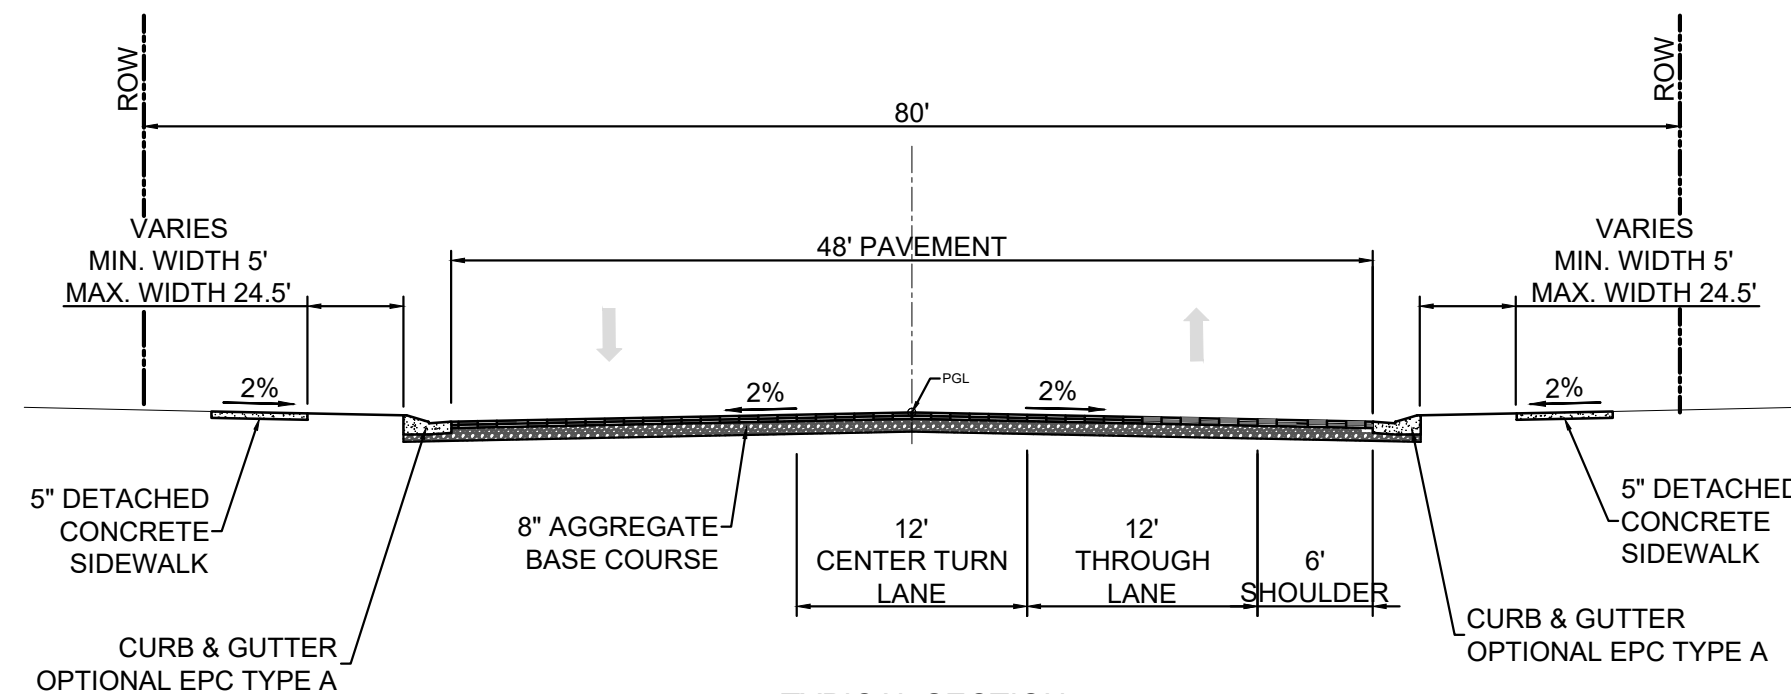 ROW
ROW
80'
VARIES
MIN. WIDTH 5'
MAX. WIDTH 24.5'
48' PAVEMENT
VARIES
MIN. WIDTH 5'
MAX. WIDTH 24.5'
2%
2%
PGL
2%
2%
5" DETACHED
CONCRETE
SIDEWALK
8" AGGREGATE
BASE COURSE
12'
CENTER TURN
LANE
12'
THROUGH
LANE
6'
SHOULDER
5" DETACHED
CONCRETE
SIDEWALK
CURB & GUTTER
OPTIONAL EPC TYPE A
CURB & GUTTER
OPTIONAL EPC TYPE A
TYPICAL SECTION